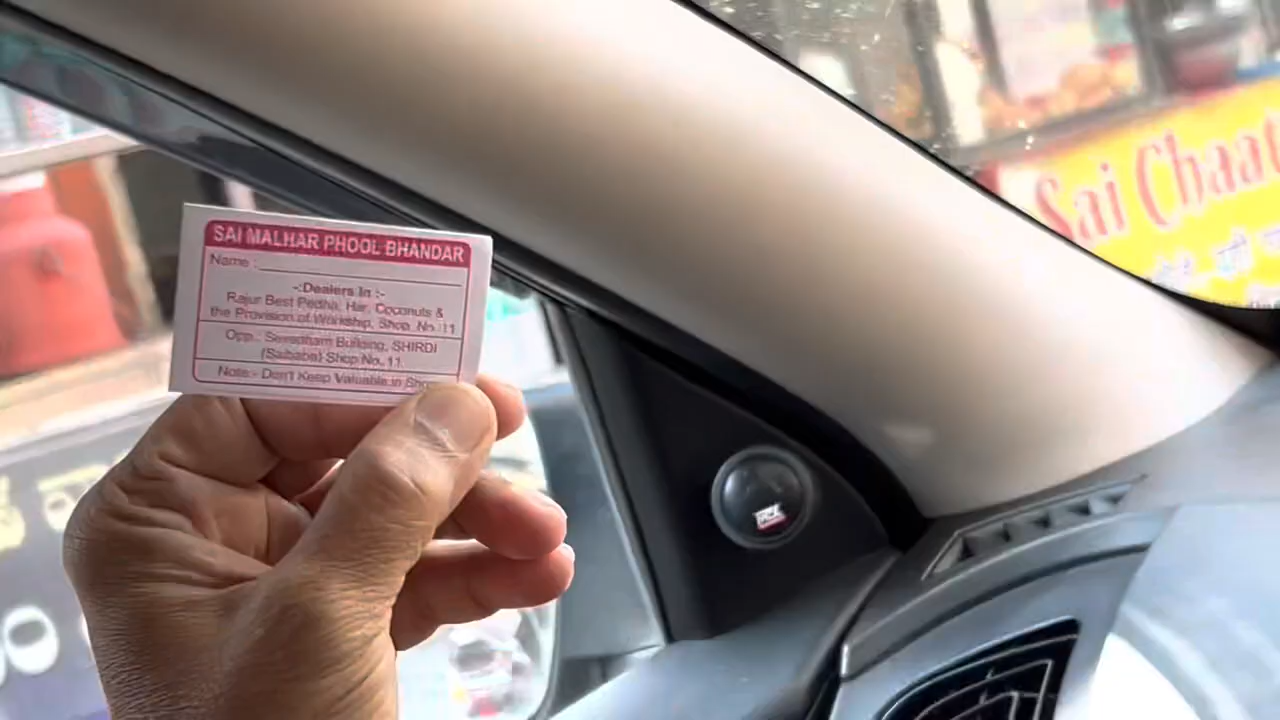 SAI MALHAR PHOOL BHANDAR
Name :
-:Dealers In :-
Rajur Best Pedha, Har, Coconuts &
the Provision of Workship, Shop. No. 11
Opp.: Sevadham Building, SHIRDI
(Saibaba) Shop No. 11.
Note:- Don't Keep Valuable in Shop
Sai Chaat